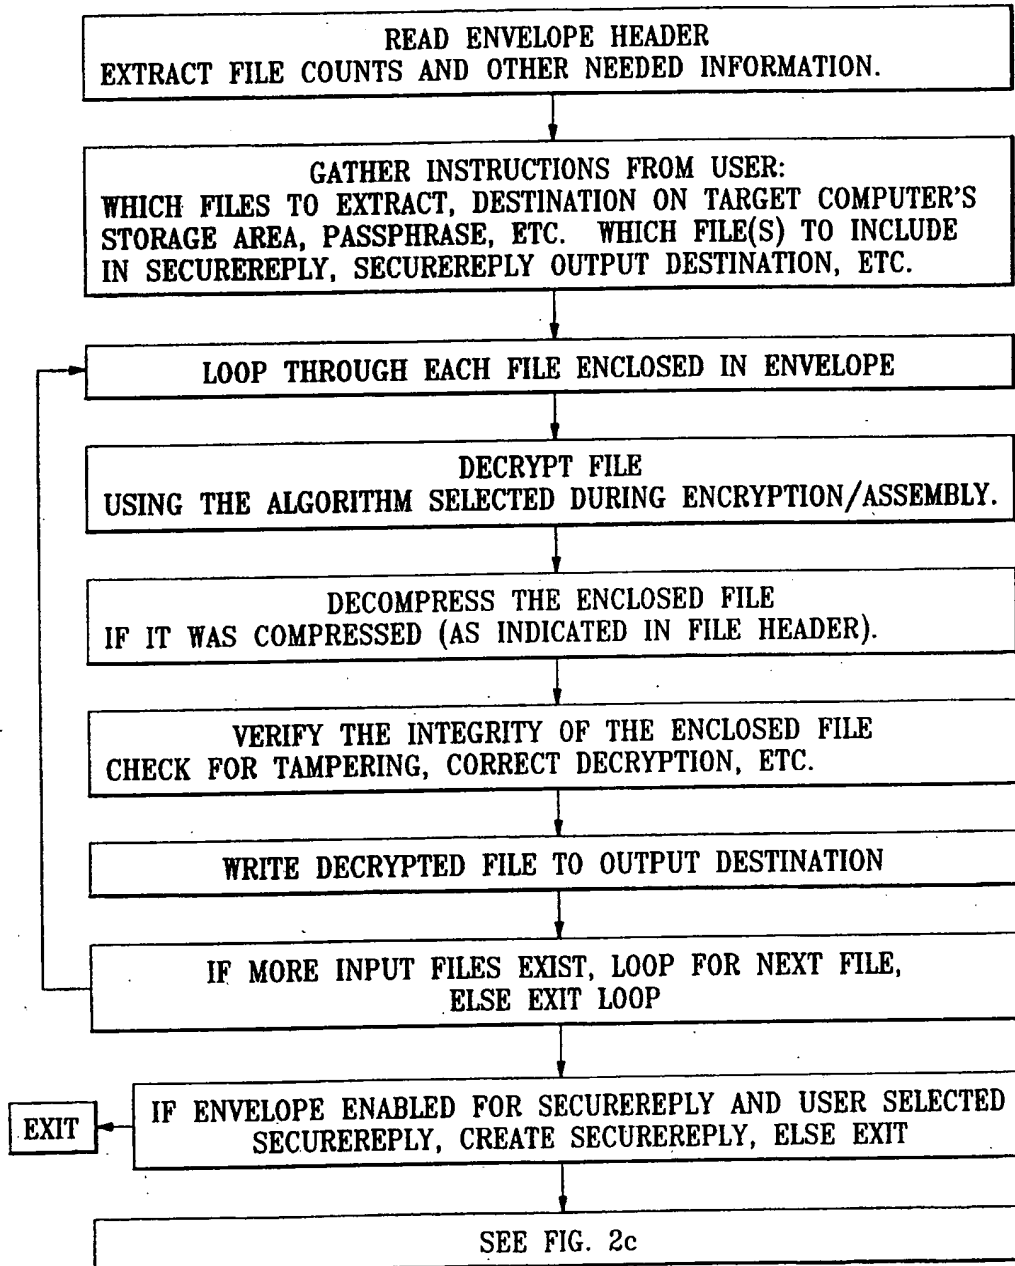 READ ENVELOPE HEADER
EXTRACT FILE COUNTS AND OTHER NEEDED INFORMATION.
GATHER INSTRUCTIONS FROM USER:
WHICH FILES TO EXTRACT, DESTINATION ON TARGET COMPUTER'S
STORAGE AREA, PASSPHRASE, ETC. WHICH FILE(S) TO INCLUDE
IN SECUREREPLY, SECUREREPLY OUTPUT DESTINATION, ETC.
LOOP THROUGH EACH FILE ENCLOSED IN ENVELOPE
DECRYPT FILE
USING THE ALGORITHM SELECTED DURING ENCRYPTION/ASSEMBLY.
DECOMPRESS THE ENCLOSED FILE
IF IT WAS COMPRESSED (AS INDICATED IN FILE HEADER).
VERIFY THE INTEGRITY OF THE ENCLOSED FILE
CHECK FOR TAMPERING, CORRECT DECRYPTION, ETC.
WRITE DECRYPTED FILE TO OUTPUT DESTINATION
IF MORE INPUT FILES EXIST, LOOP FOR NEXT FILE,
ELSE EXIT LOOP
IF ENVELOPE ENABLED FOR SECUREREPLY AND USER SELECTED
SECUREREPLY, CREATE SECUREREPLY, ELSE EXIT
EXIT
SEE FIG. 2c